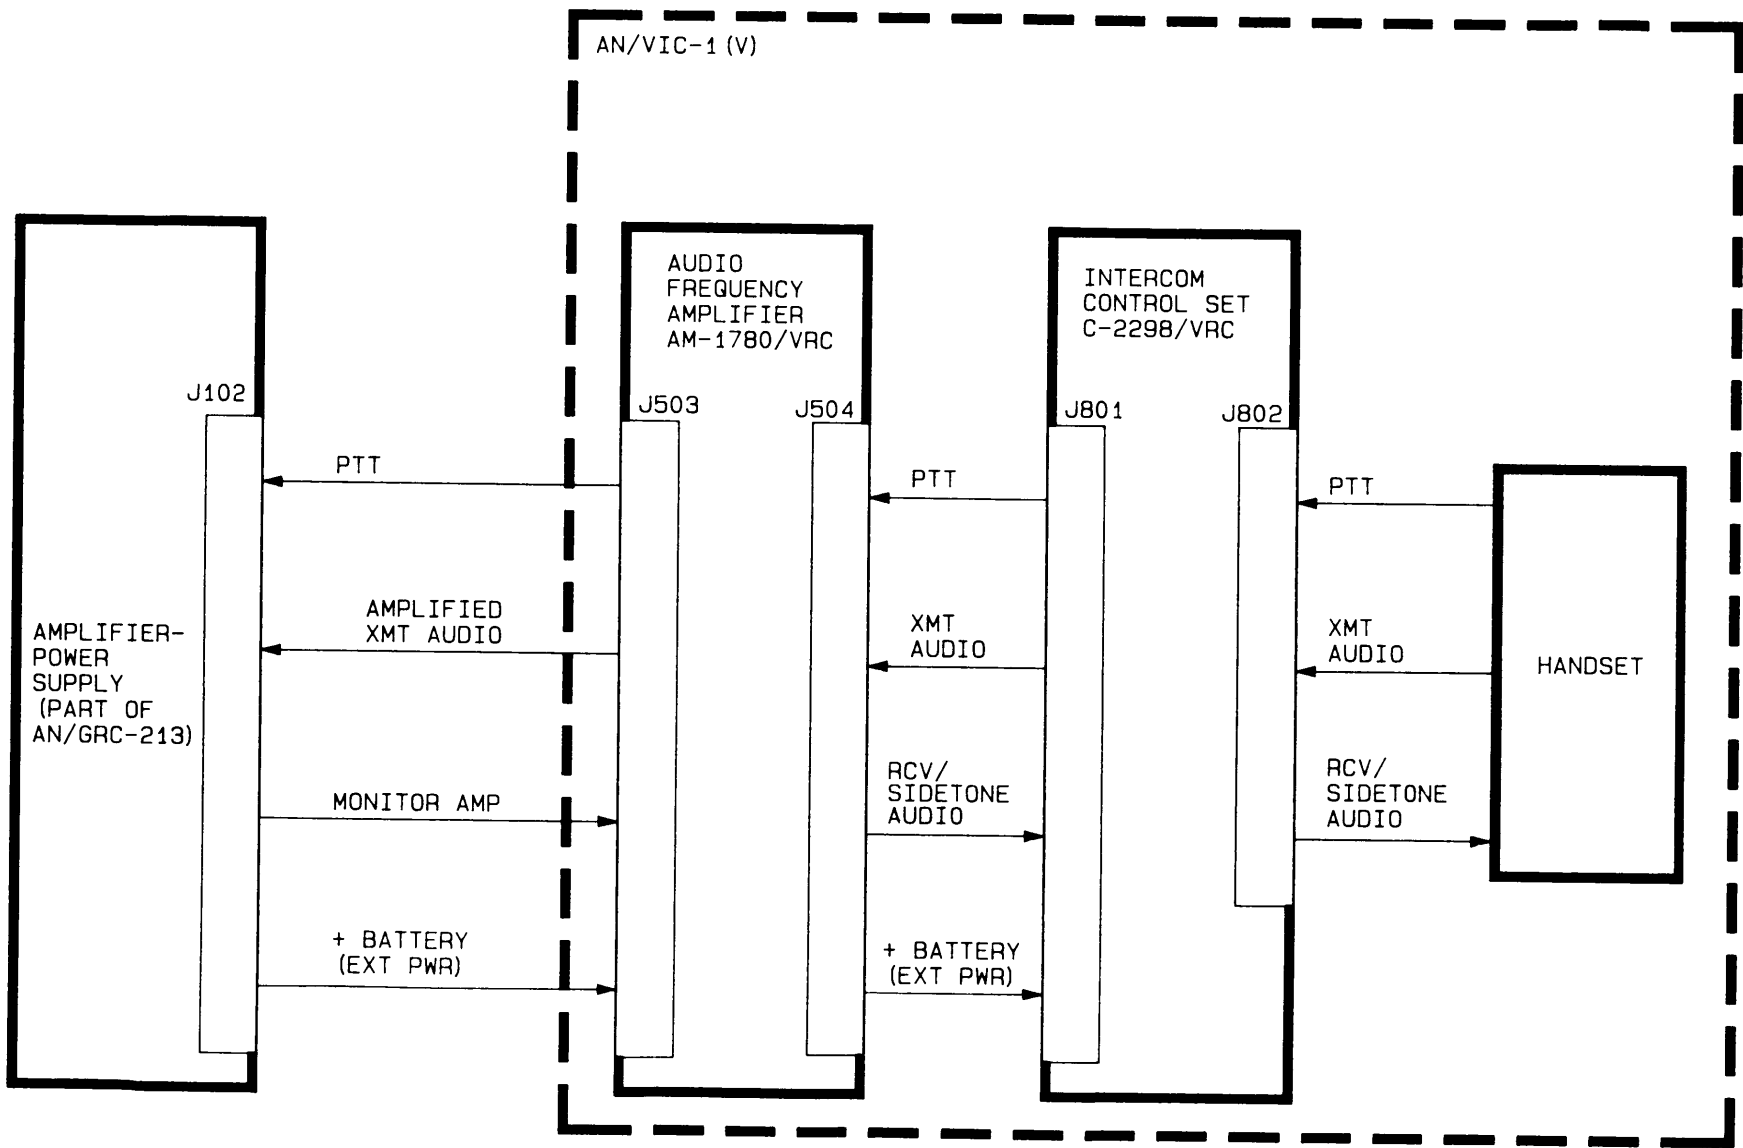 AN/VIC-1(V)
AUDIO
FREQUENCY
AMPLIFIER
AM-1780/VRC
INTERCOM
CONTROL SET
C-2298/VRC
J102
J503
J504
J801
J802
PTT
PTT
PTT
AMPLIFIED
XMT AUDIO
XMT
AUDIO
XMT
AUDIO
AMPLIFIER-
POWER
SUPPLY
(PART OF
AN/GRC-213)
HANDSET
MONITOR AMP
RCV/
SIDETONE
AUDIO
RCV/
SIDETONE
AUDIO
+ BATTERY
(EXT PWR)
+ BATTERY
(EXT PWR)